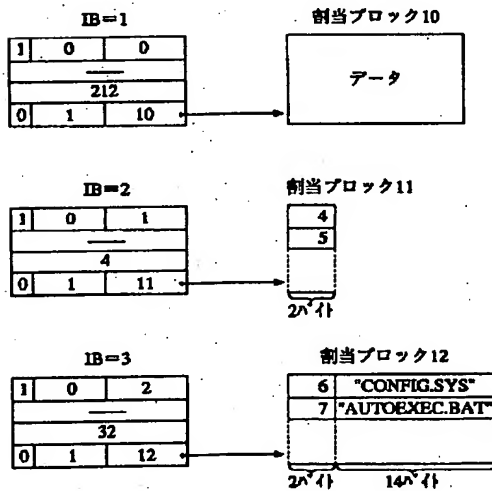 IB=1
割当ブロック10
1 0 0
212
0 1 10
データ
IB=2
割当ブロック11
1 0 1
4
0 1 11
4
5
2バイト
IB=3
割当ブロック12
1 0 2
32
0 1 12
6 "CONFIG.SYS"
7 "AUTOEXEC.BAT"
2バイト 14バイト